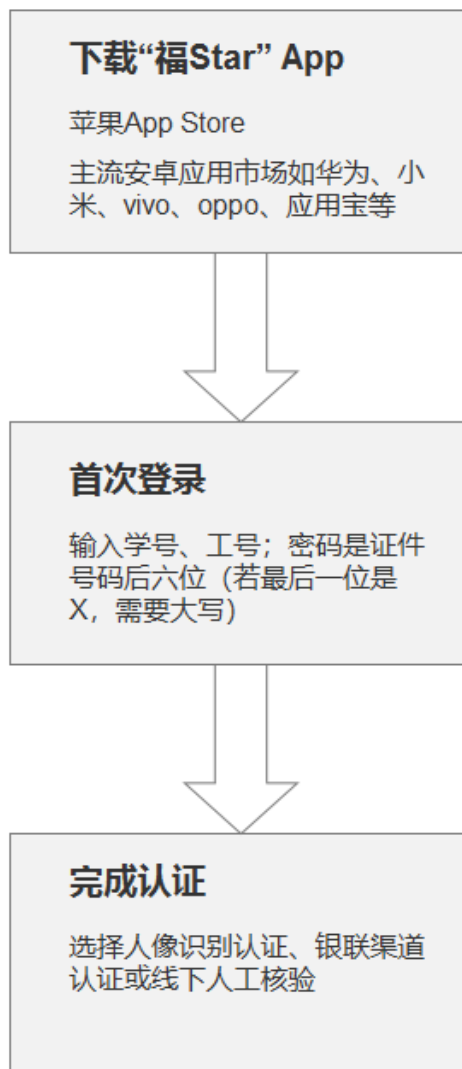 下载“福Star” App
苹果App Store
主流安卓应用市场如华为、小
米、vivo、oppo、应用宝等
首次登录
输入学号、工号；密码是证件
号码后六位（若最后一位是
X，需要大写）
完成认证
选择人像识别认证、银联渠道
认证或线下人工核验